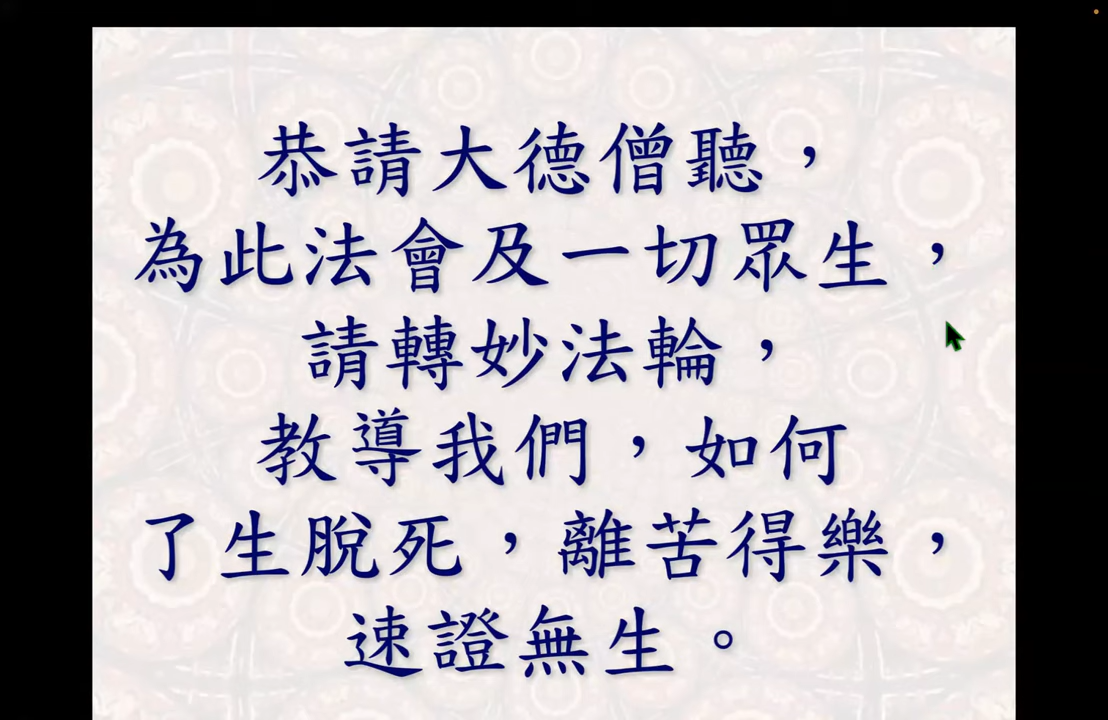 恭請大德僧聽，
為此法會及一切眾生，
請轉妙法輪，
教導我們，如何
了生脫死，離苦得樂，
速證無生。